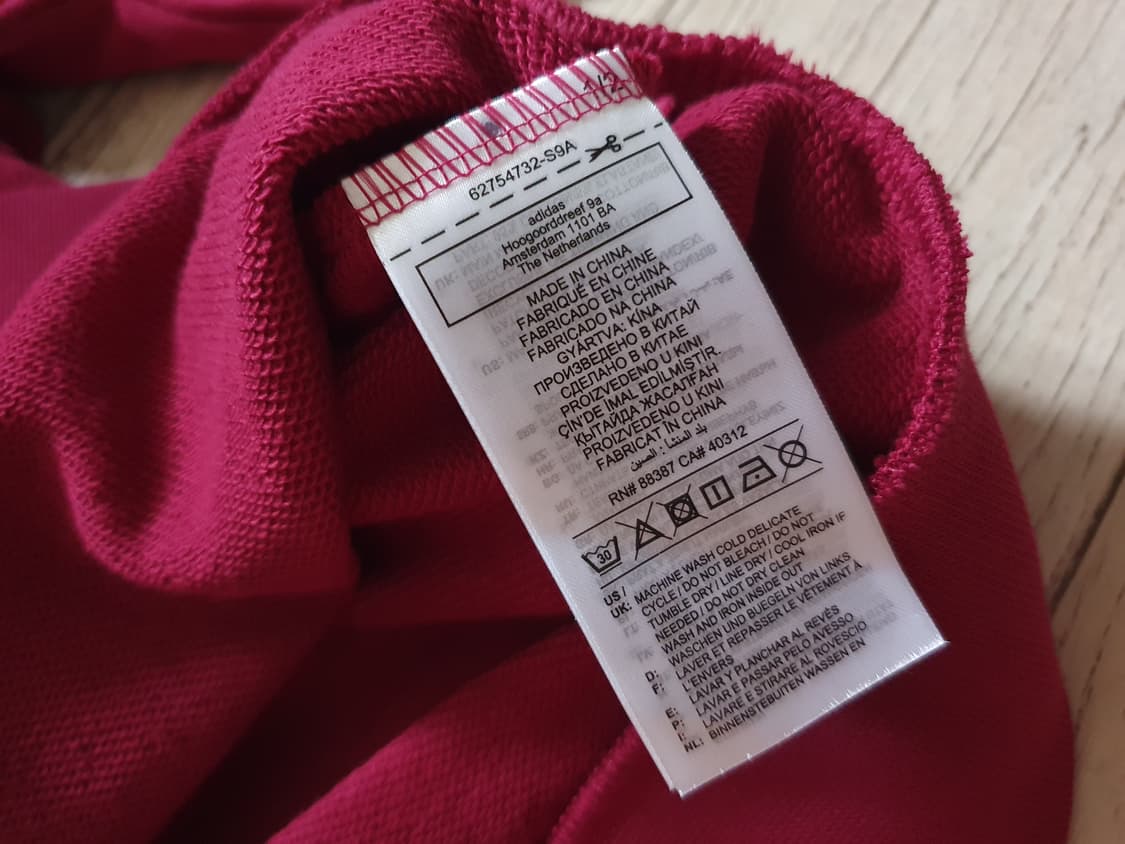 1/2
62754732-S9A
adidas
Hoogoorddreef 9a
Amsterdam 1101 BA
The Netherlands
MADE IN CHINA
FABRIQUÉ EN CHINE
FABRICADO EN CHINA
FABRICADO NA CHINA
GYÁRTVA: KÍNA
ПРОИЗВЕДЕНО В КИТАЙ
СДЕЛАНО В КИТАЕ
PROIZVEDENO U KINI
ÇİN'DE İMAL EDİLMİŞTİR.
КЫТАЙДА ЖАСАЛҒАН
PROIZVEDENO U KINI
FABRICAT ÎN CHINA
بلد المنشأ : الصين
RN# 88387 CA# 40312
30
US / UK: MACHINE WASH COLD DELICATE
CYCLE / DO NOT BLEACH / DO NOT
TUMBLE DRY / LINE DRY / COOL IRON IF
NEEDED / DO NOT DRY CLEAN
WASH AND IRON INSIDE OUT
D: WASCHEN UND BUEGELN VON LINKS
F: LAVER ET REPASSER LE VÊTEMENT À
L'ENVERS
E: LAVAR Y PLANCHAR AL REVÉS
P: LAVAR E PASSAR PELO AVESSO
I: LAVARE E STIRARE AL ROVESCIO
NL: BINNENSTEBUITEN WASSEN EN